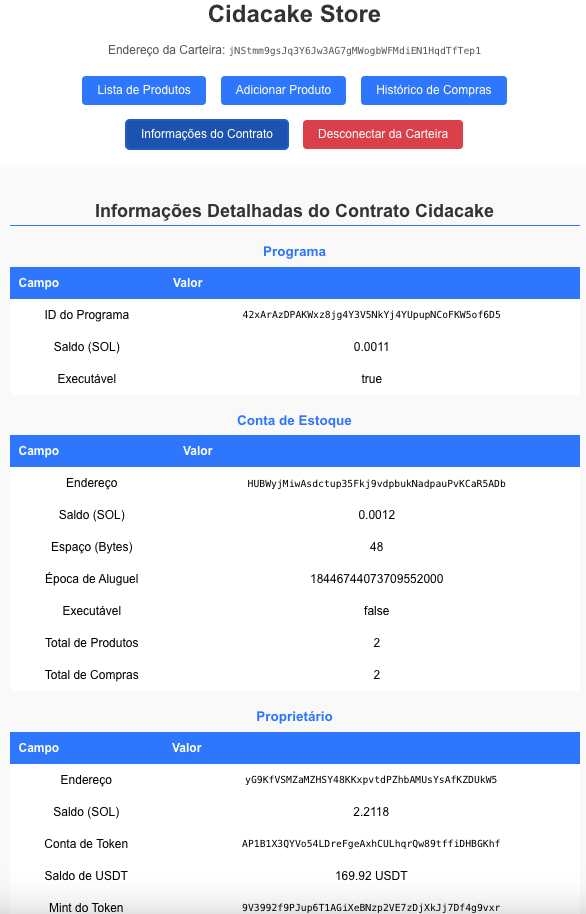 Cidacake Store
Endereço da Carteira: jNStmm9gsJq3Y6Jw3AG7gMWogbWFMdiEN1HqdTfTep1
Lista de Produtos Adicionar Produto Histórico de Compras
Informações do Contrato Desconectar da Carteira
Informações Detalhadas do Contrato Cidacake
Programa
Campo Valor
ID do Programa 42xArAzDPAKWxz8jg4Y3V5NkYj4YUpupNCoFKW5of6D5
Saldo (SOL) 0.0011
Executável true
Conta de Estoque
Campo Valor
Endereço HUBWyjMiwAsdctup35Fkj9vdpbukNadpauPvKCaR5ADb
Saldo (SOL) 0.0012
Espaço (Bytes) 48
Época de Aluguel 18446744073709552000
Executável false
Total de Produtos 2
Total de Compras 2
Proprietário
Campo Valor
Endereço yG9KfVSMZaMZHSY48KKxpvtdPZhbAMUsYsAfKZDUkW5
Saldo (SOL) 2.2118
Conta de Token AP1B1X3QYVo54LDreFgeAxhCULhqrQw89tffiDHBGKhf
Saldo de USDT 169.92 USDT
Mint do Token 9V3992f9PJup6T1AGiXeBNzp2VE7zDjXkJj7Df4g9vxr